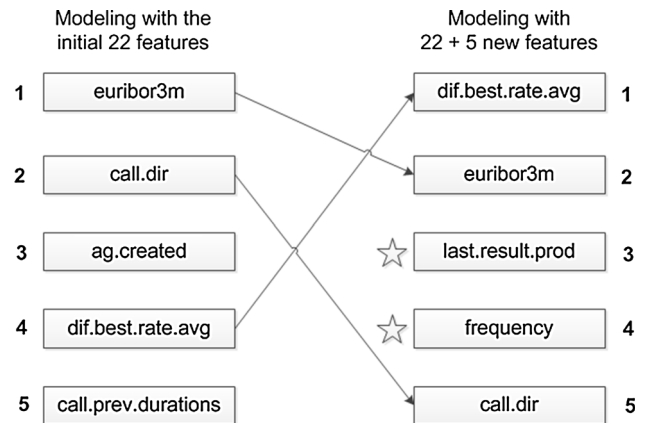 Modeling with the
initial 22 features
Modeling with
22 + 5 new features
1 euribor3m
dif.best.rate.avg 1
2 call.dir
euribor3m 2
3 ag.created
last.result.prod 3
4 dif.best.rate.avg
frequency 4
5 call.prev.durations
call.dir 5